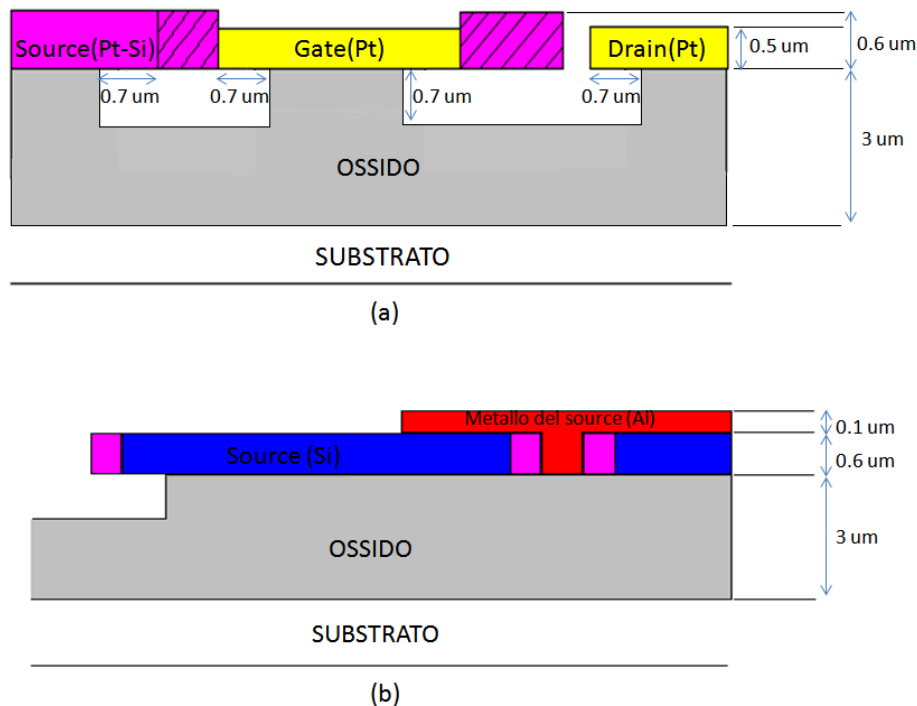 Source(Pt-Si)
Gate(Pt)
Drain(Pt)
0.5 um
0.6 um
0.7 um
0.7 um
0.7 um
0.7 um
3 um
OSSIDO
SUBSTRATO
(a)
Metallo del source (Al)
0.1 um
Source (Si)
0.6 um
3 um
OSSIDO
SUBSTRATO
(b)